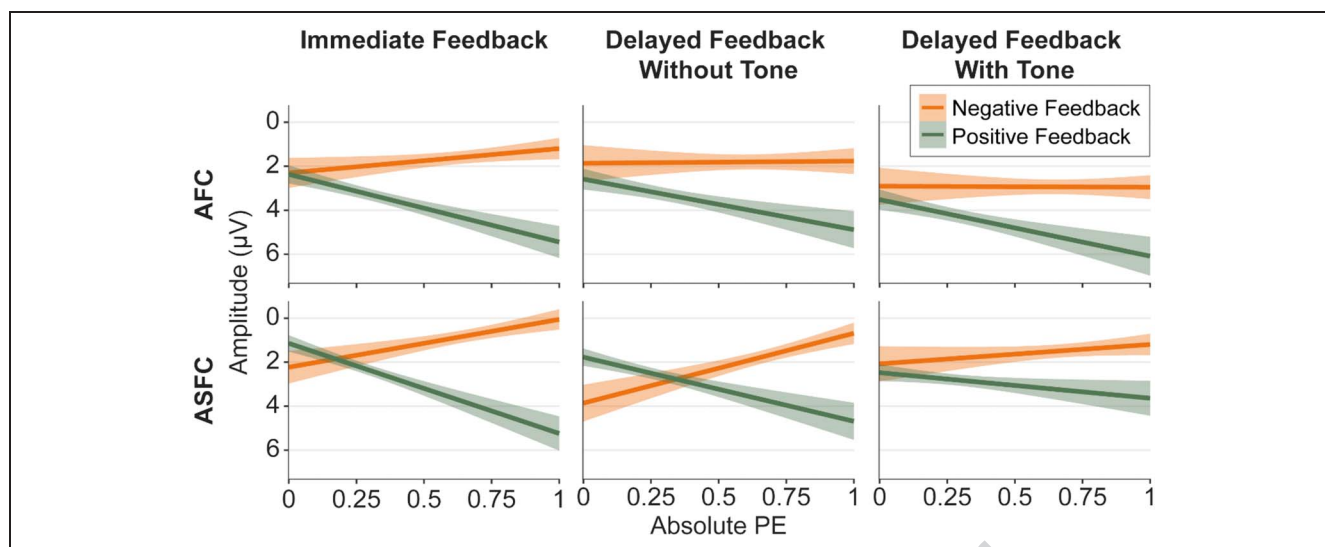 Immediate Feedback
Delayed Feedback
Without Tone
Delayed Feedback
With Tone
Negative Feedback
Positive Feedback
AFC
ASFC
Amplitude (µV)
0
2
4
6
0
2
4
6
0 0.25 0.5 0.75 1
0 0.25 0.5 0.75 1
0 0.25 0.5 0.75 1
Absolute PE